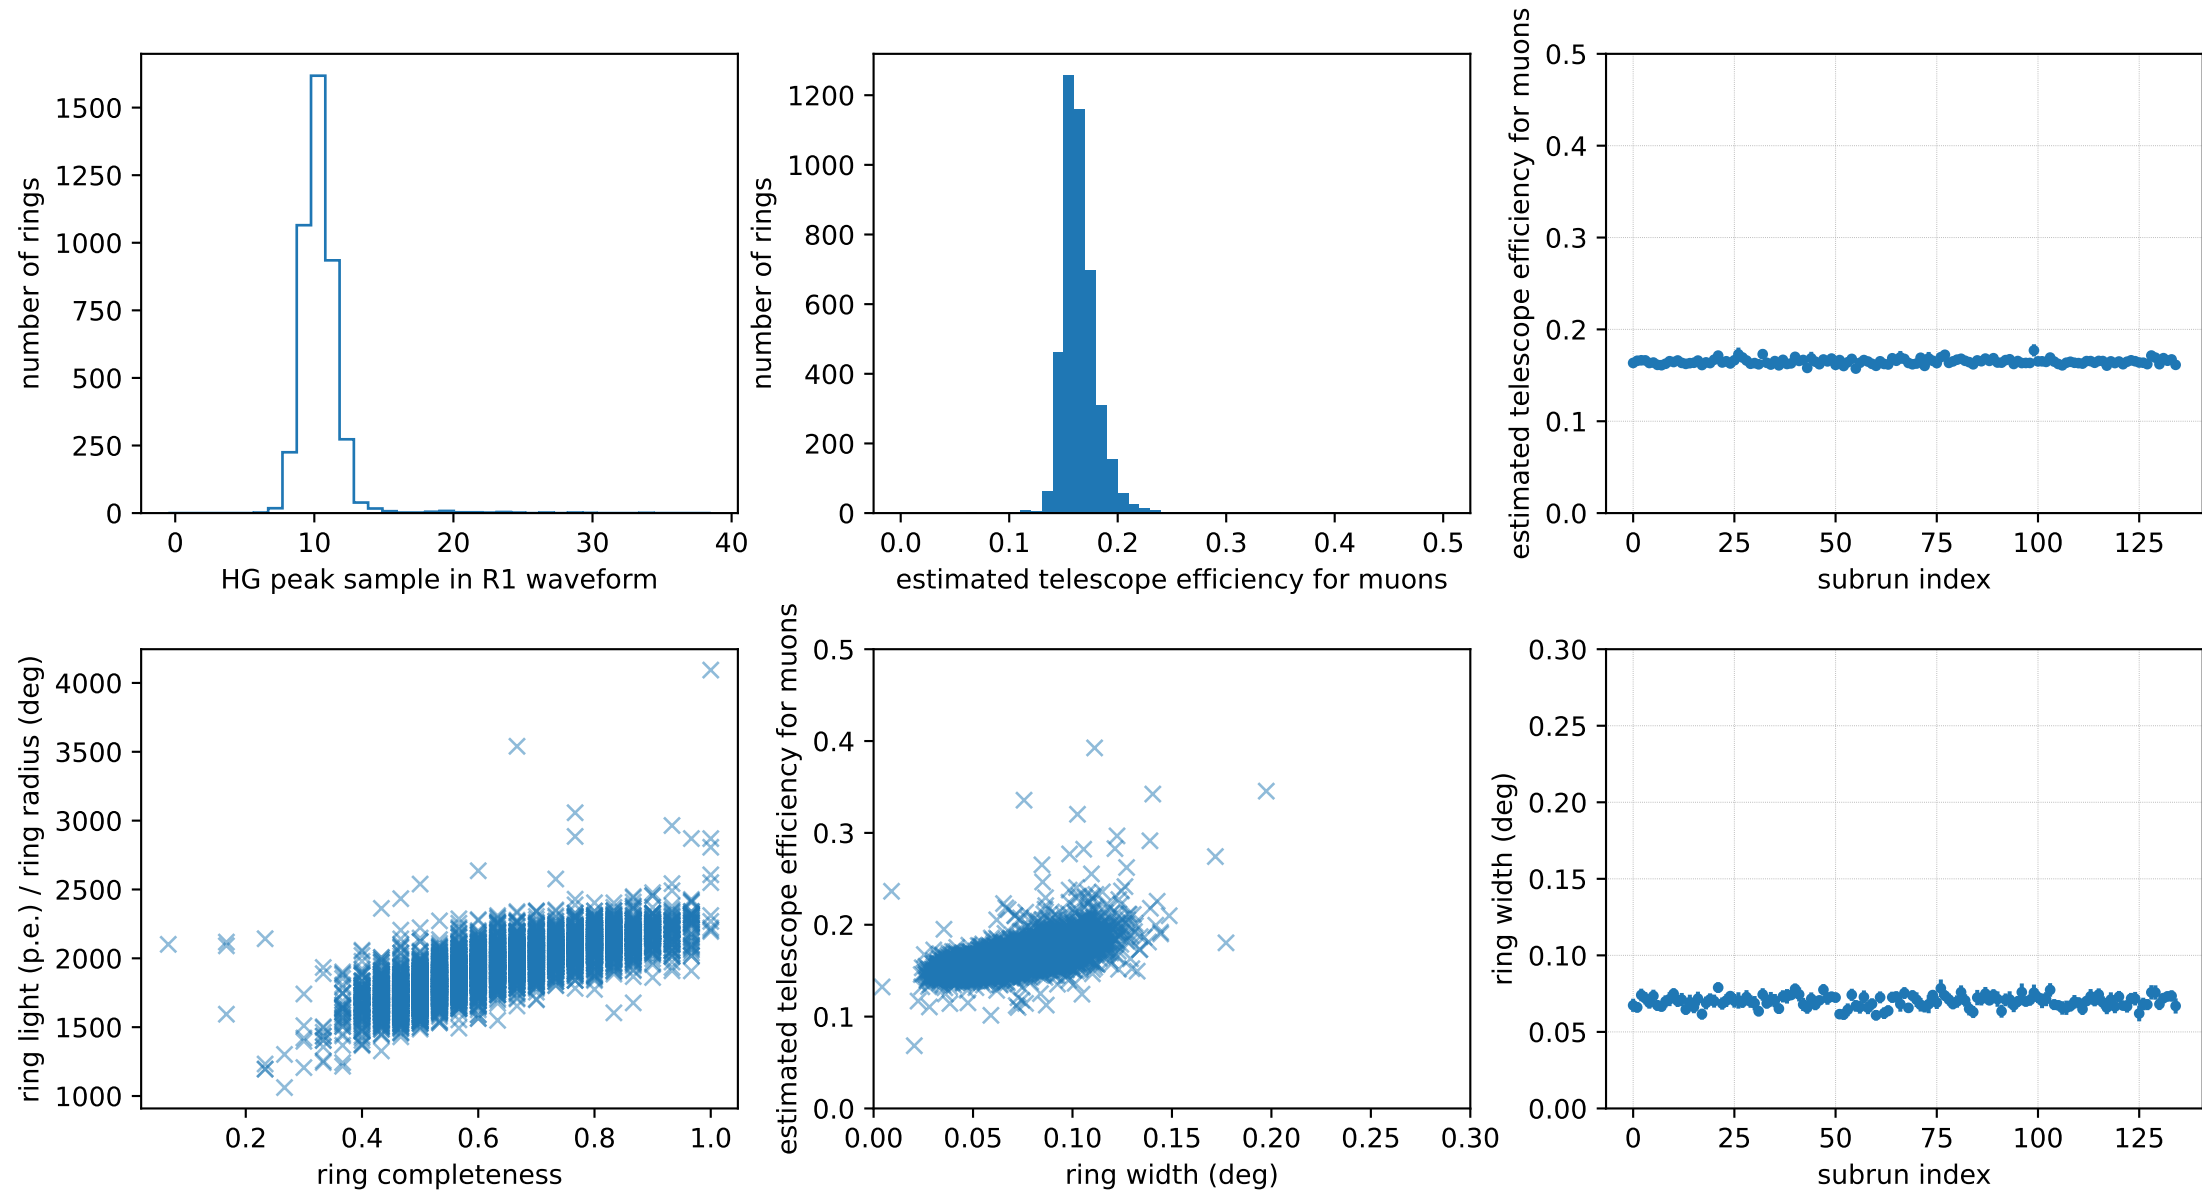 number of rings
1500
1250
1000
750
500
250
0
0 10 20 30 40
HG peak sample in R1 waveform
number of rings
1200
1000
800
600
400
200
0
0.0 0.1 0.2 0.3 0.4 0.5
estimated telescope efficiency for muons
estimated telescope efficiency for muons
0.5
0.4
0.3
0.2
0.1
0.0
0 25 50 75 100 125
subrun index
ring light (p.e.) / ring radius (deg)
4000
3500
3000
2500
2000
1500
1000
0.2 0.4 0.6 0.8 1.0
ring completeness
estimated telescope efficiency for muons
0.5
0.4
0.3
0.2
0.1
0.0
0.00 0.05 0.10 0.15 0.20 0.25 0.30
ring width (deg)
ring width (deg)
0.30
0.25
0.20
0.15
0.10
0.05
0.00
0 25 50 75 100 125
subrun index